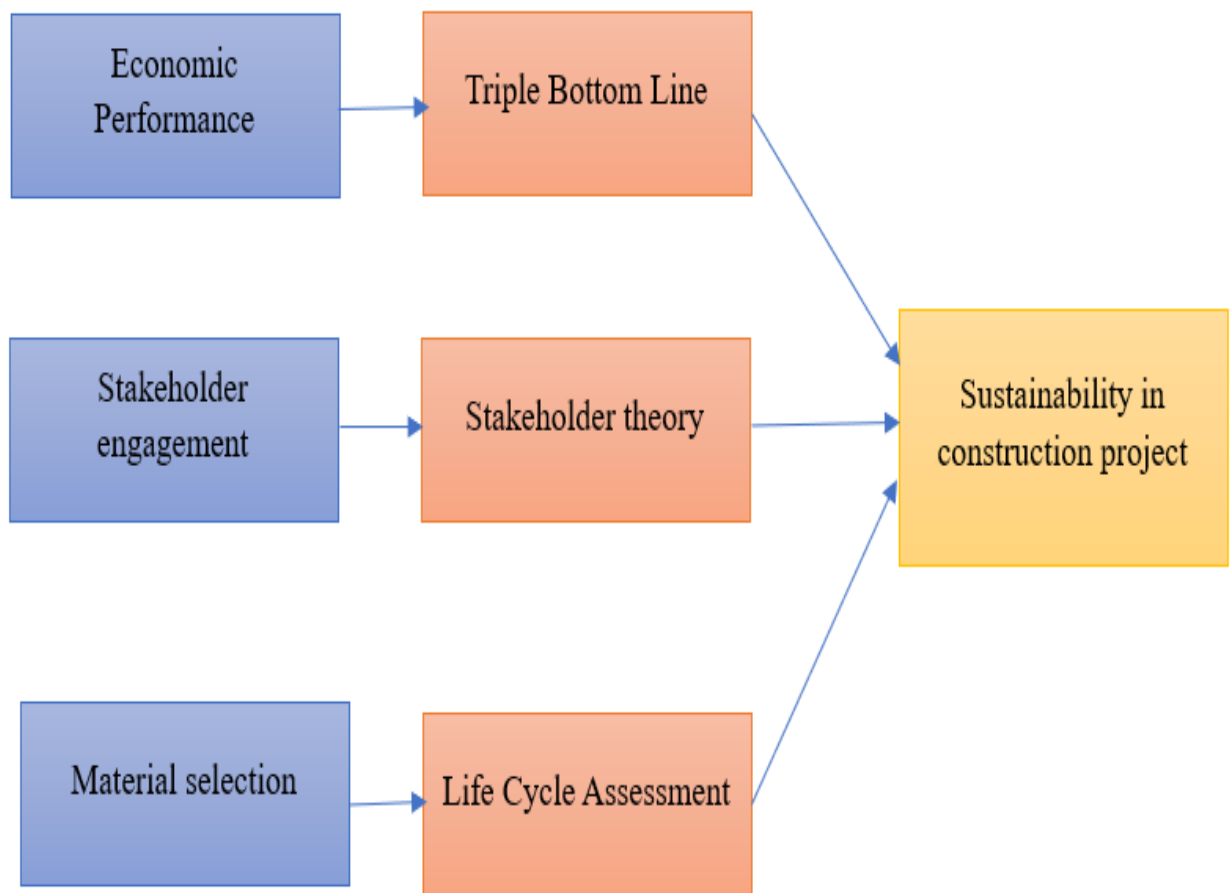 Economic
Performance
Triple Bottom Line
Stakeholder
engagement
Stakeholder theory
Sustainability in
construction project
Material selection
Life Cycle Assessment